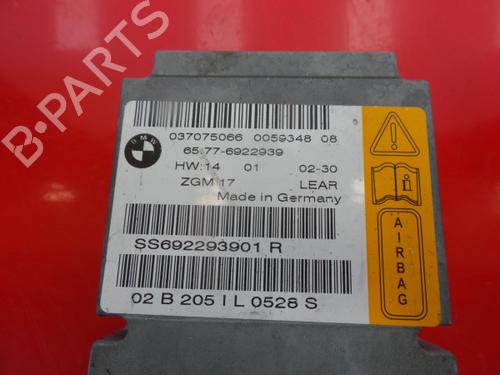 B-PARTS
BMW
037075066 0059348 08
65.77-6922939
HW:14 01 02-30
ZGM 17 LEAR
Made in Germany
SS692293901 R
02 B 205 I L 0528 S
AIRBAG